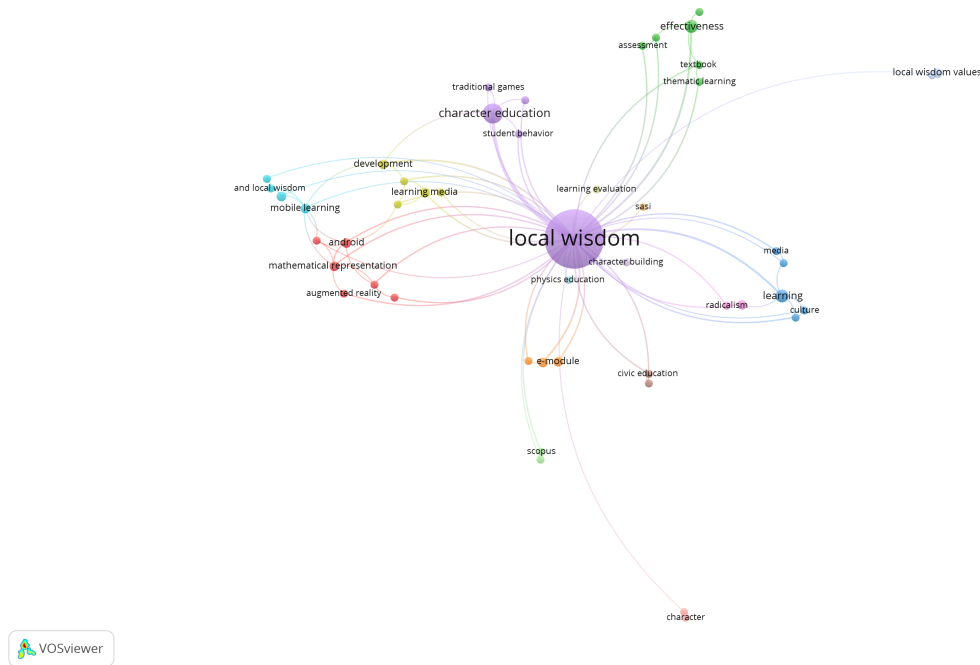 effectiveness
assessment
textbook
local wisdom values
thematic learning
traditional games
character education
student behavior
development
and local wisdom
learning media
learning evaluation
mobile learning
sasi
local wisdom
android
media
character building
mathematical representation
physics education
augmented reality
learning
radicalism
culture
e-module
civic education
scopus
character
VOSviewer